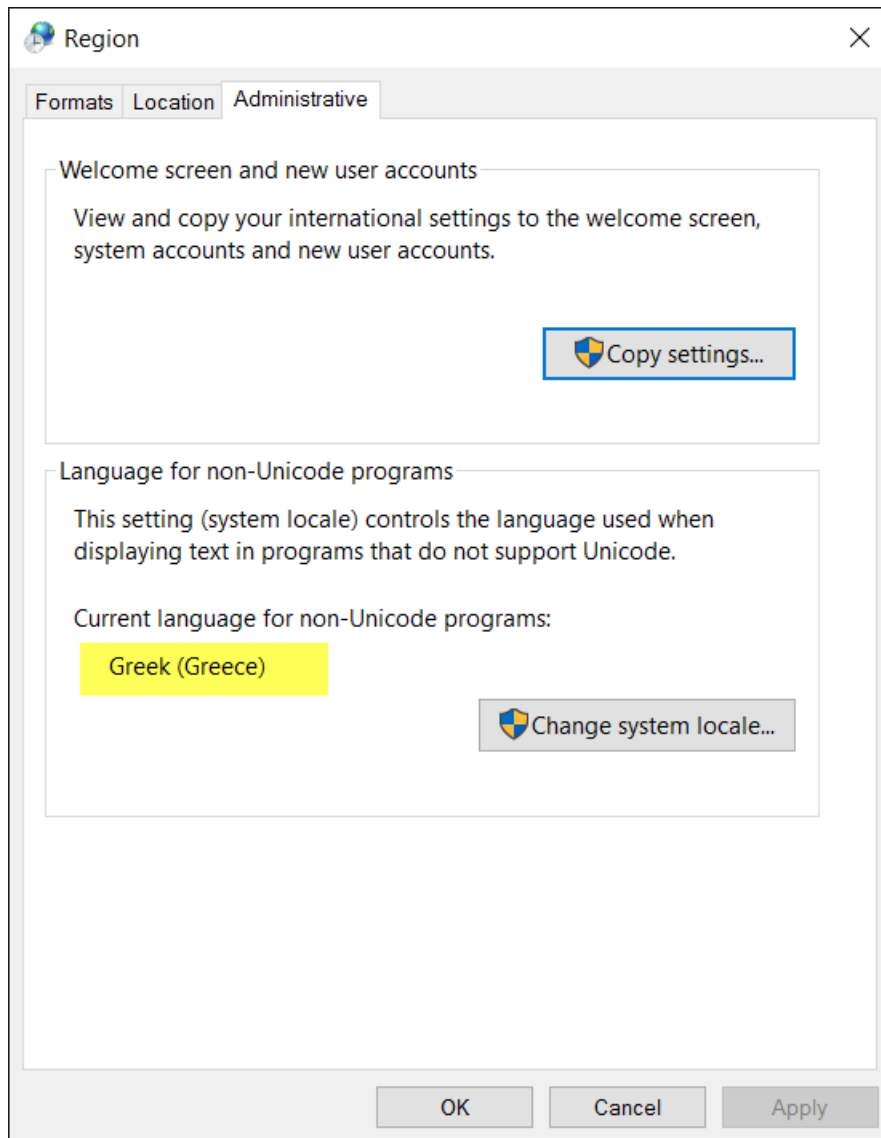 Region
Formats
Location
Administrative
Welcome screen and new user accounts
View and copy your international settings to the welcome screen,
system accounts and new user accounts.
Copy settings...
Language for non-Unicode programs
This setting (system locale) controls the language used when
displaying text in programs that do not support Unicode.
Current language for non-Unicode programs:
Greek (Greece)
Change system locale...
OK
Cancel
Apply